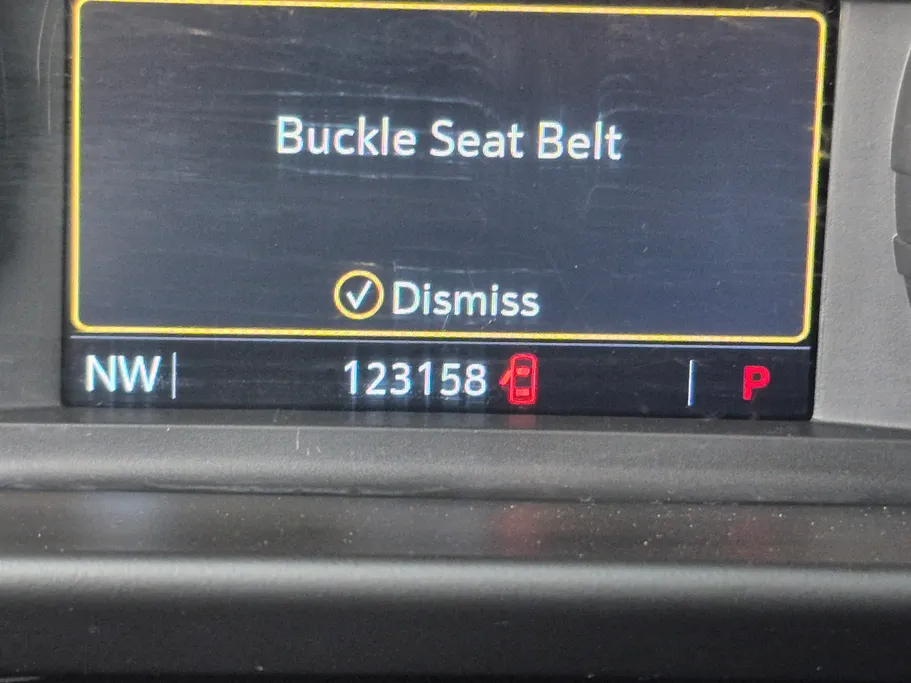 Buckle Seat Belt
Dismiss
NW 123158 P